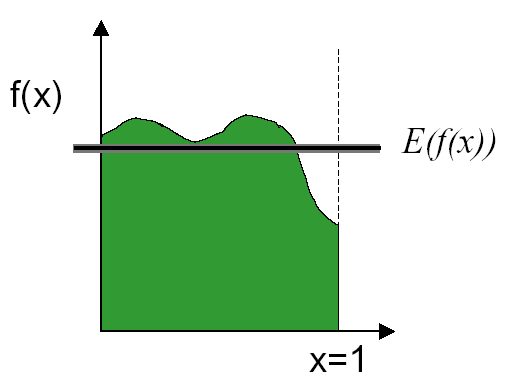 f(x)
E(f(x))
x=1